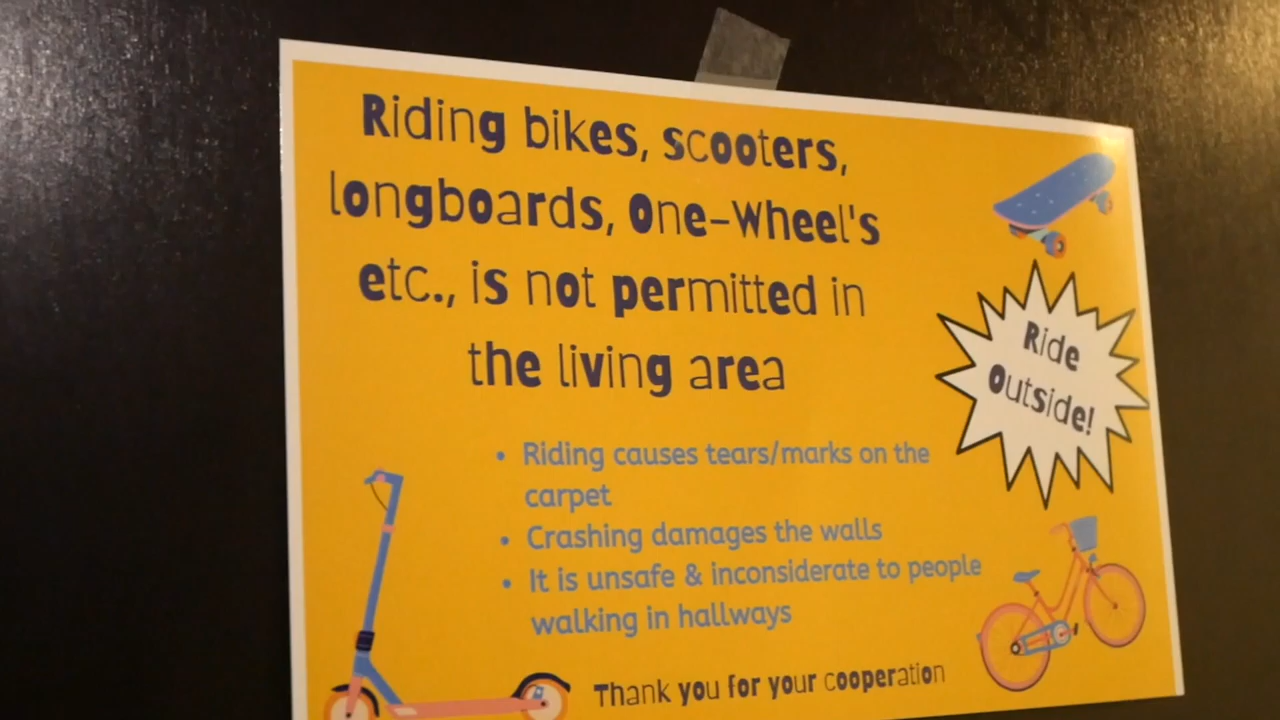 Riding bikes, scooters,
longboards, One-Wheel's
etc., is not permitted in
the living area
Ride
Outside!
• Riding causes tears/marks on the
carpet
• Crashing damages the walls
• It is unsafe & inconsiderate to people
walking in hallways
Thank you for your cooperation